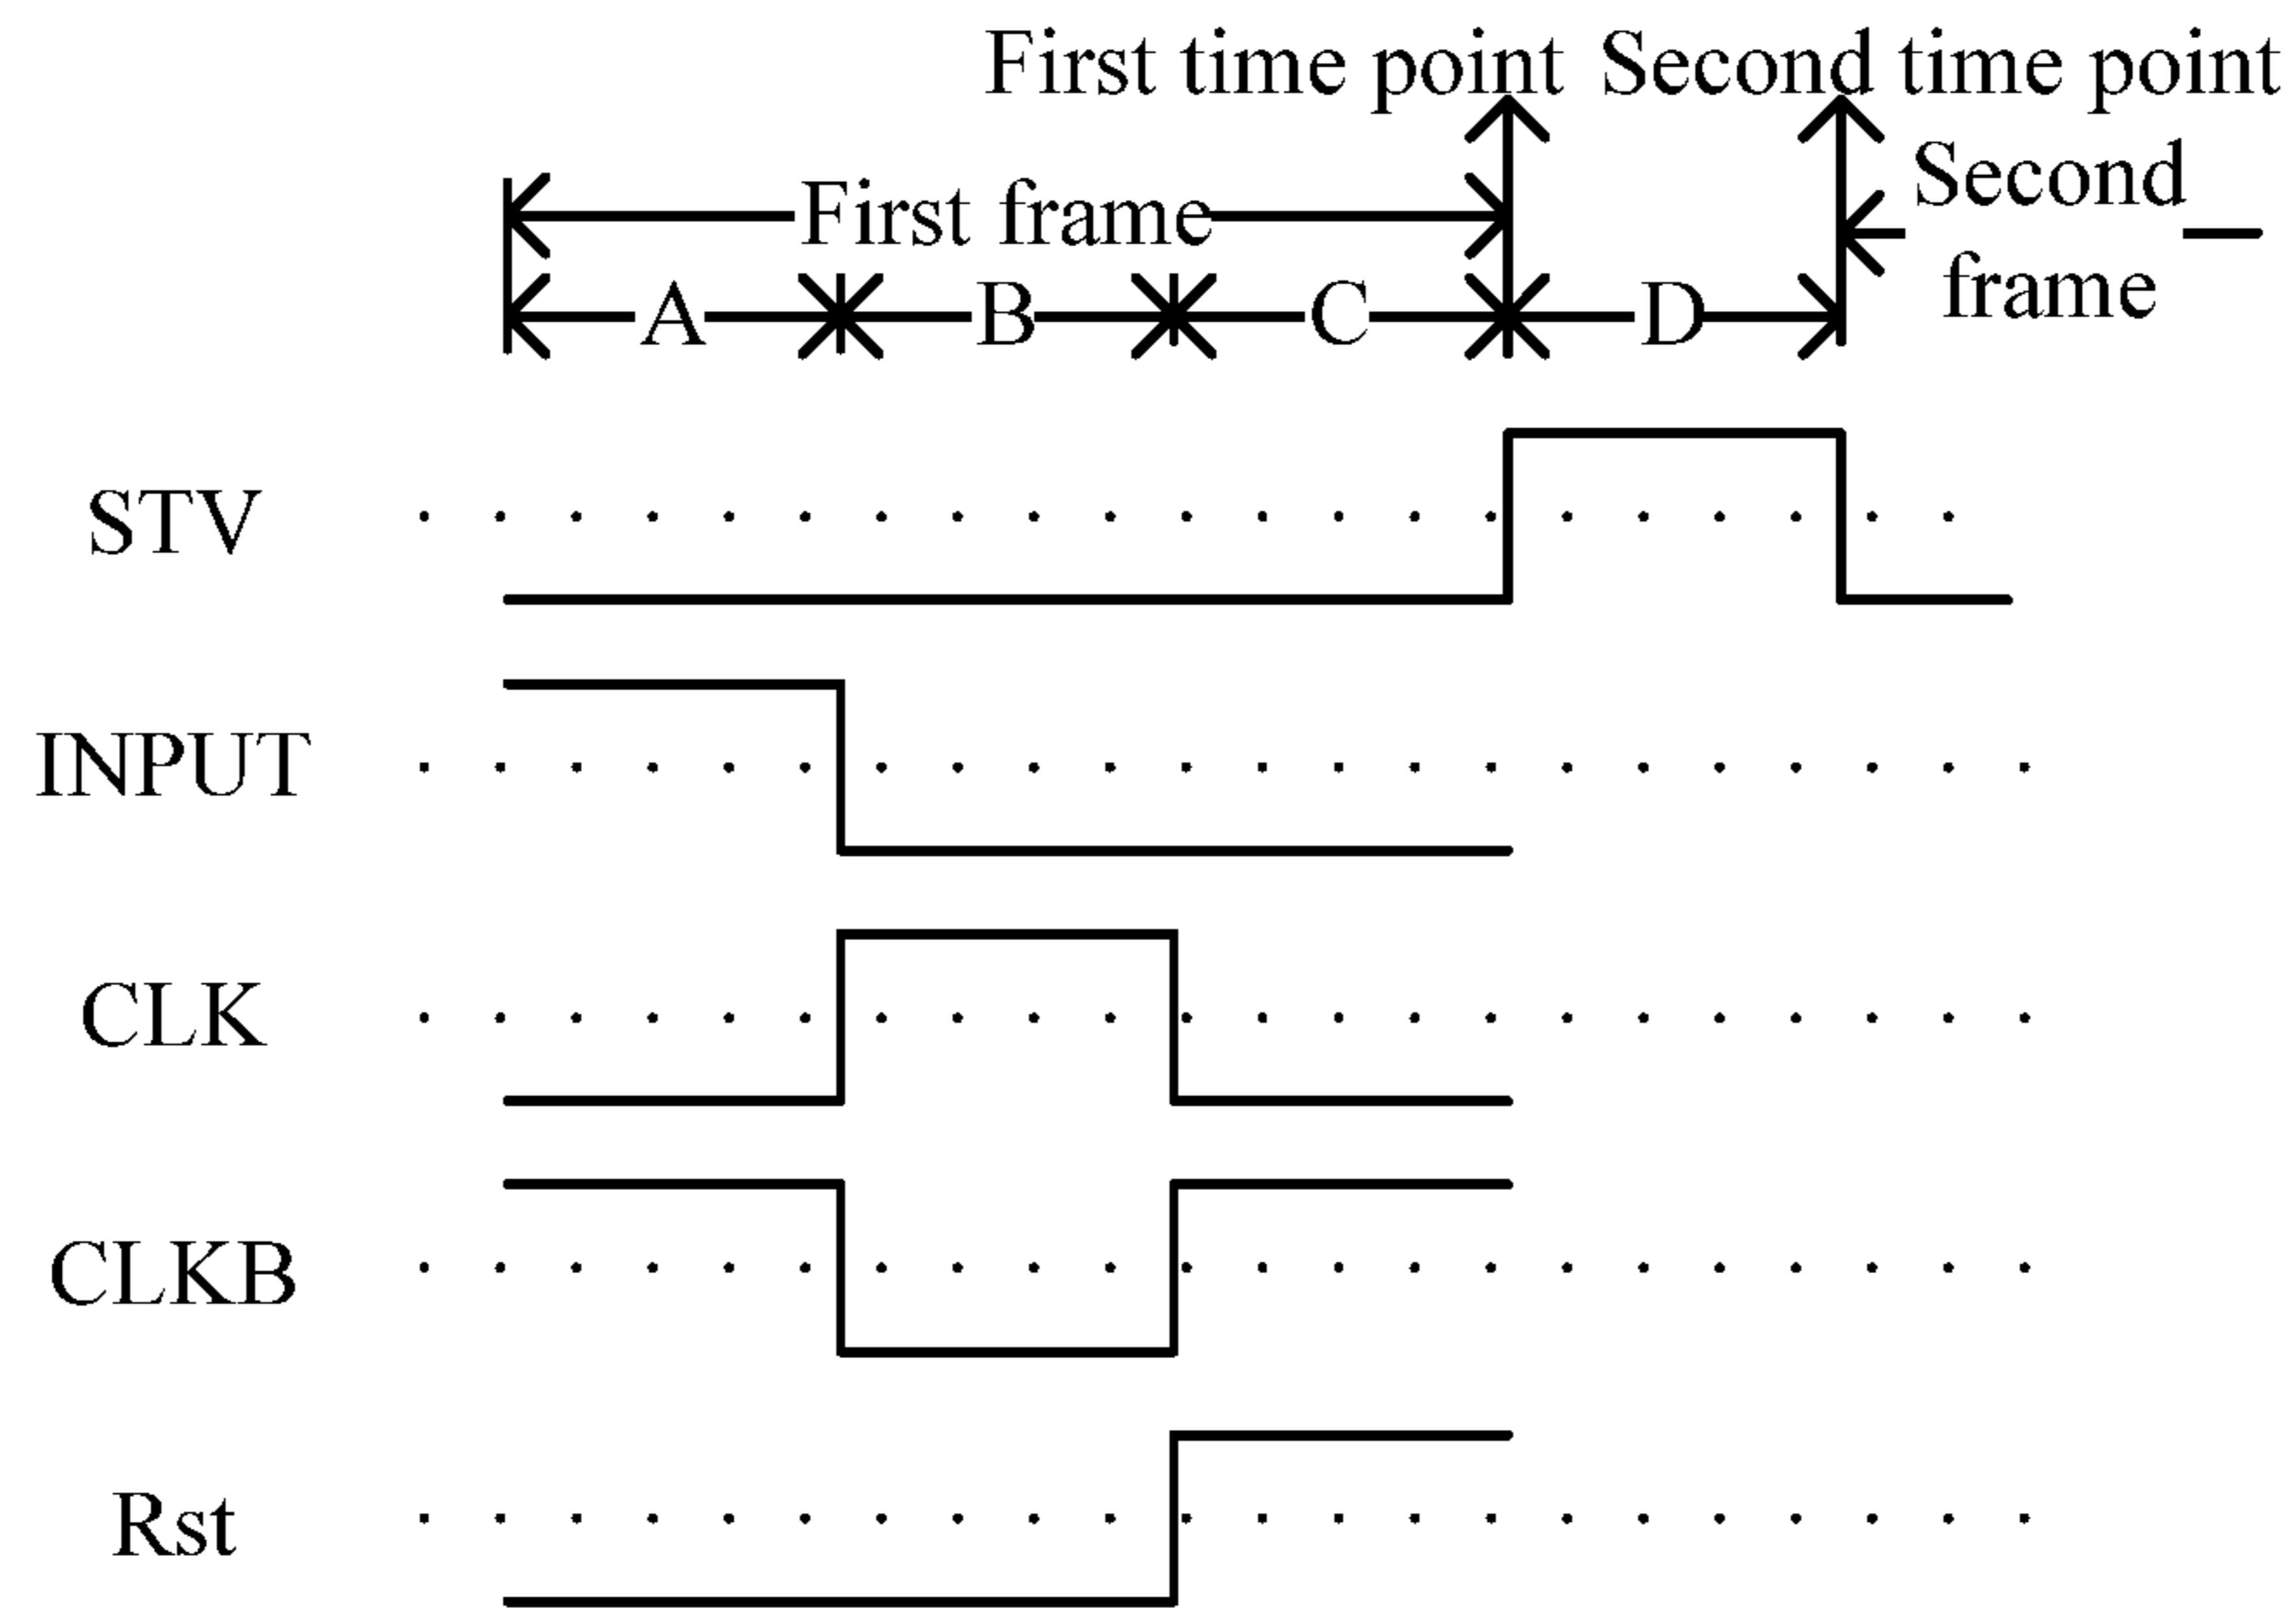 First time point Second time point
First frame
Second
frame
A B C D
STV
INPUT
CLK
CLKB
Rst